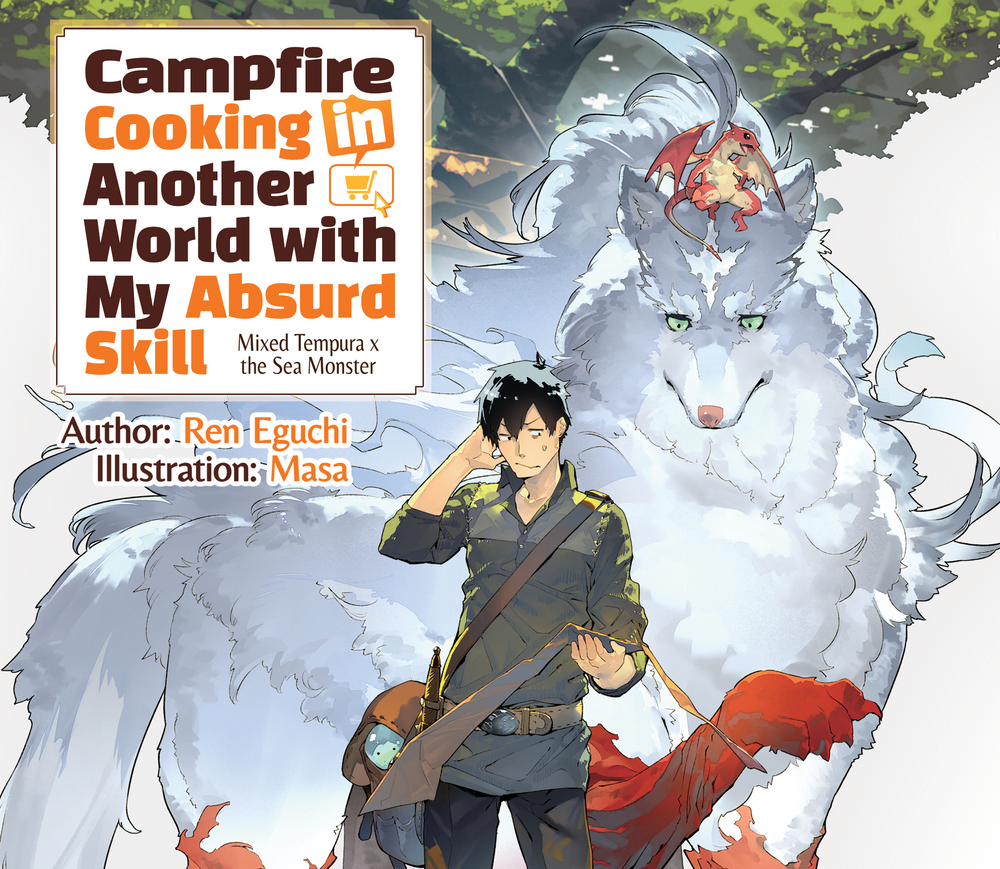 Campfire
Cooking in
Another
World with
My Absurd
Skill
Mixed Tempura x
the Sea Monster
Author: Ren Eguchi
Illustration: Masa